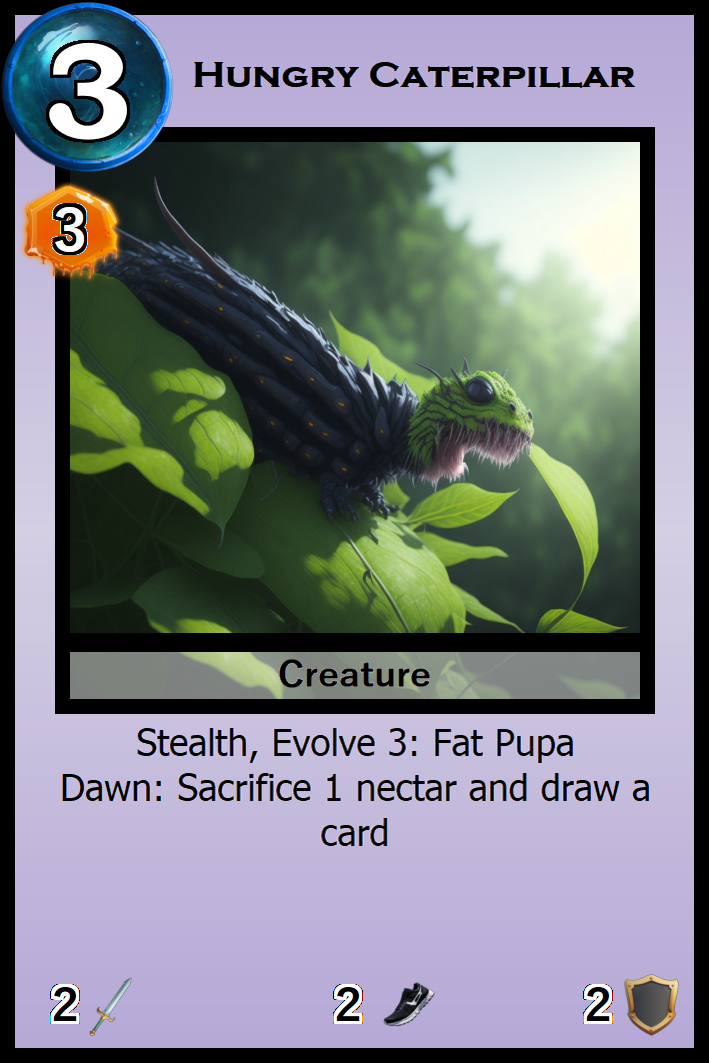 3
Hungry Caterpillar
3
Creature
Stealth, Evolve 3: Fat Pupa
Dawn: Sacrifice 1 nectar and draw a
card
2 2 2